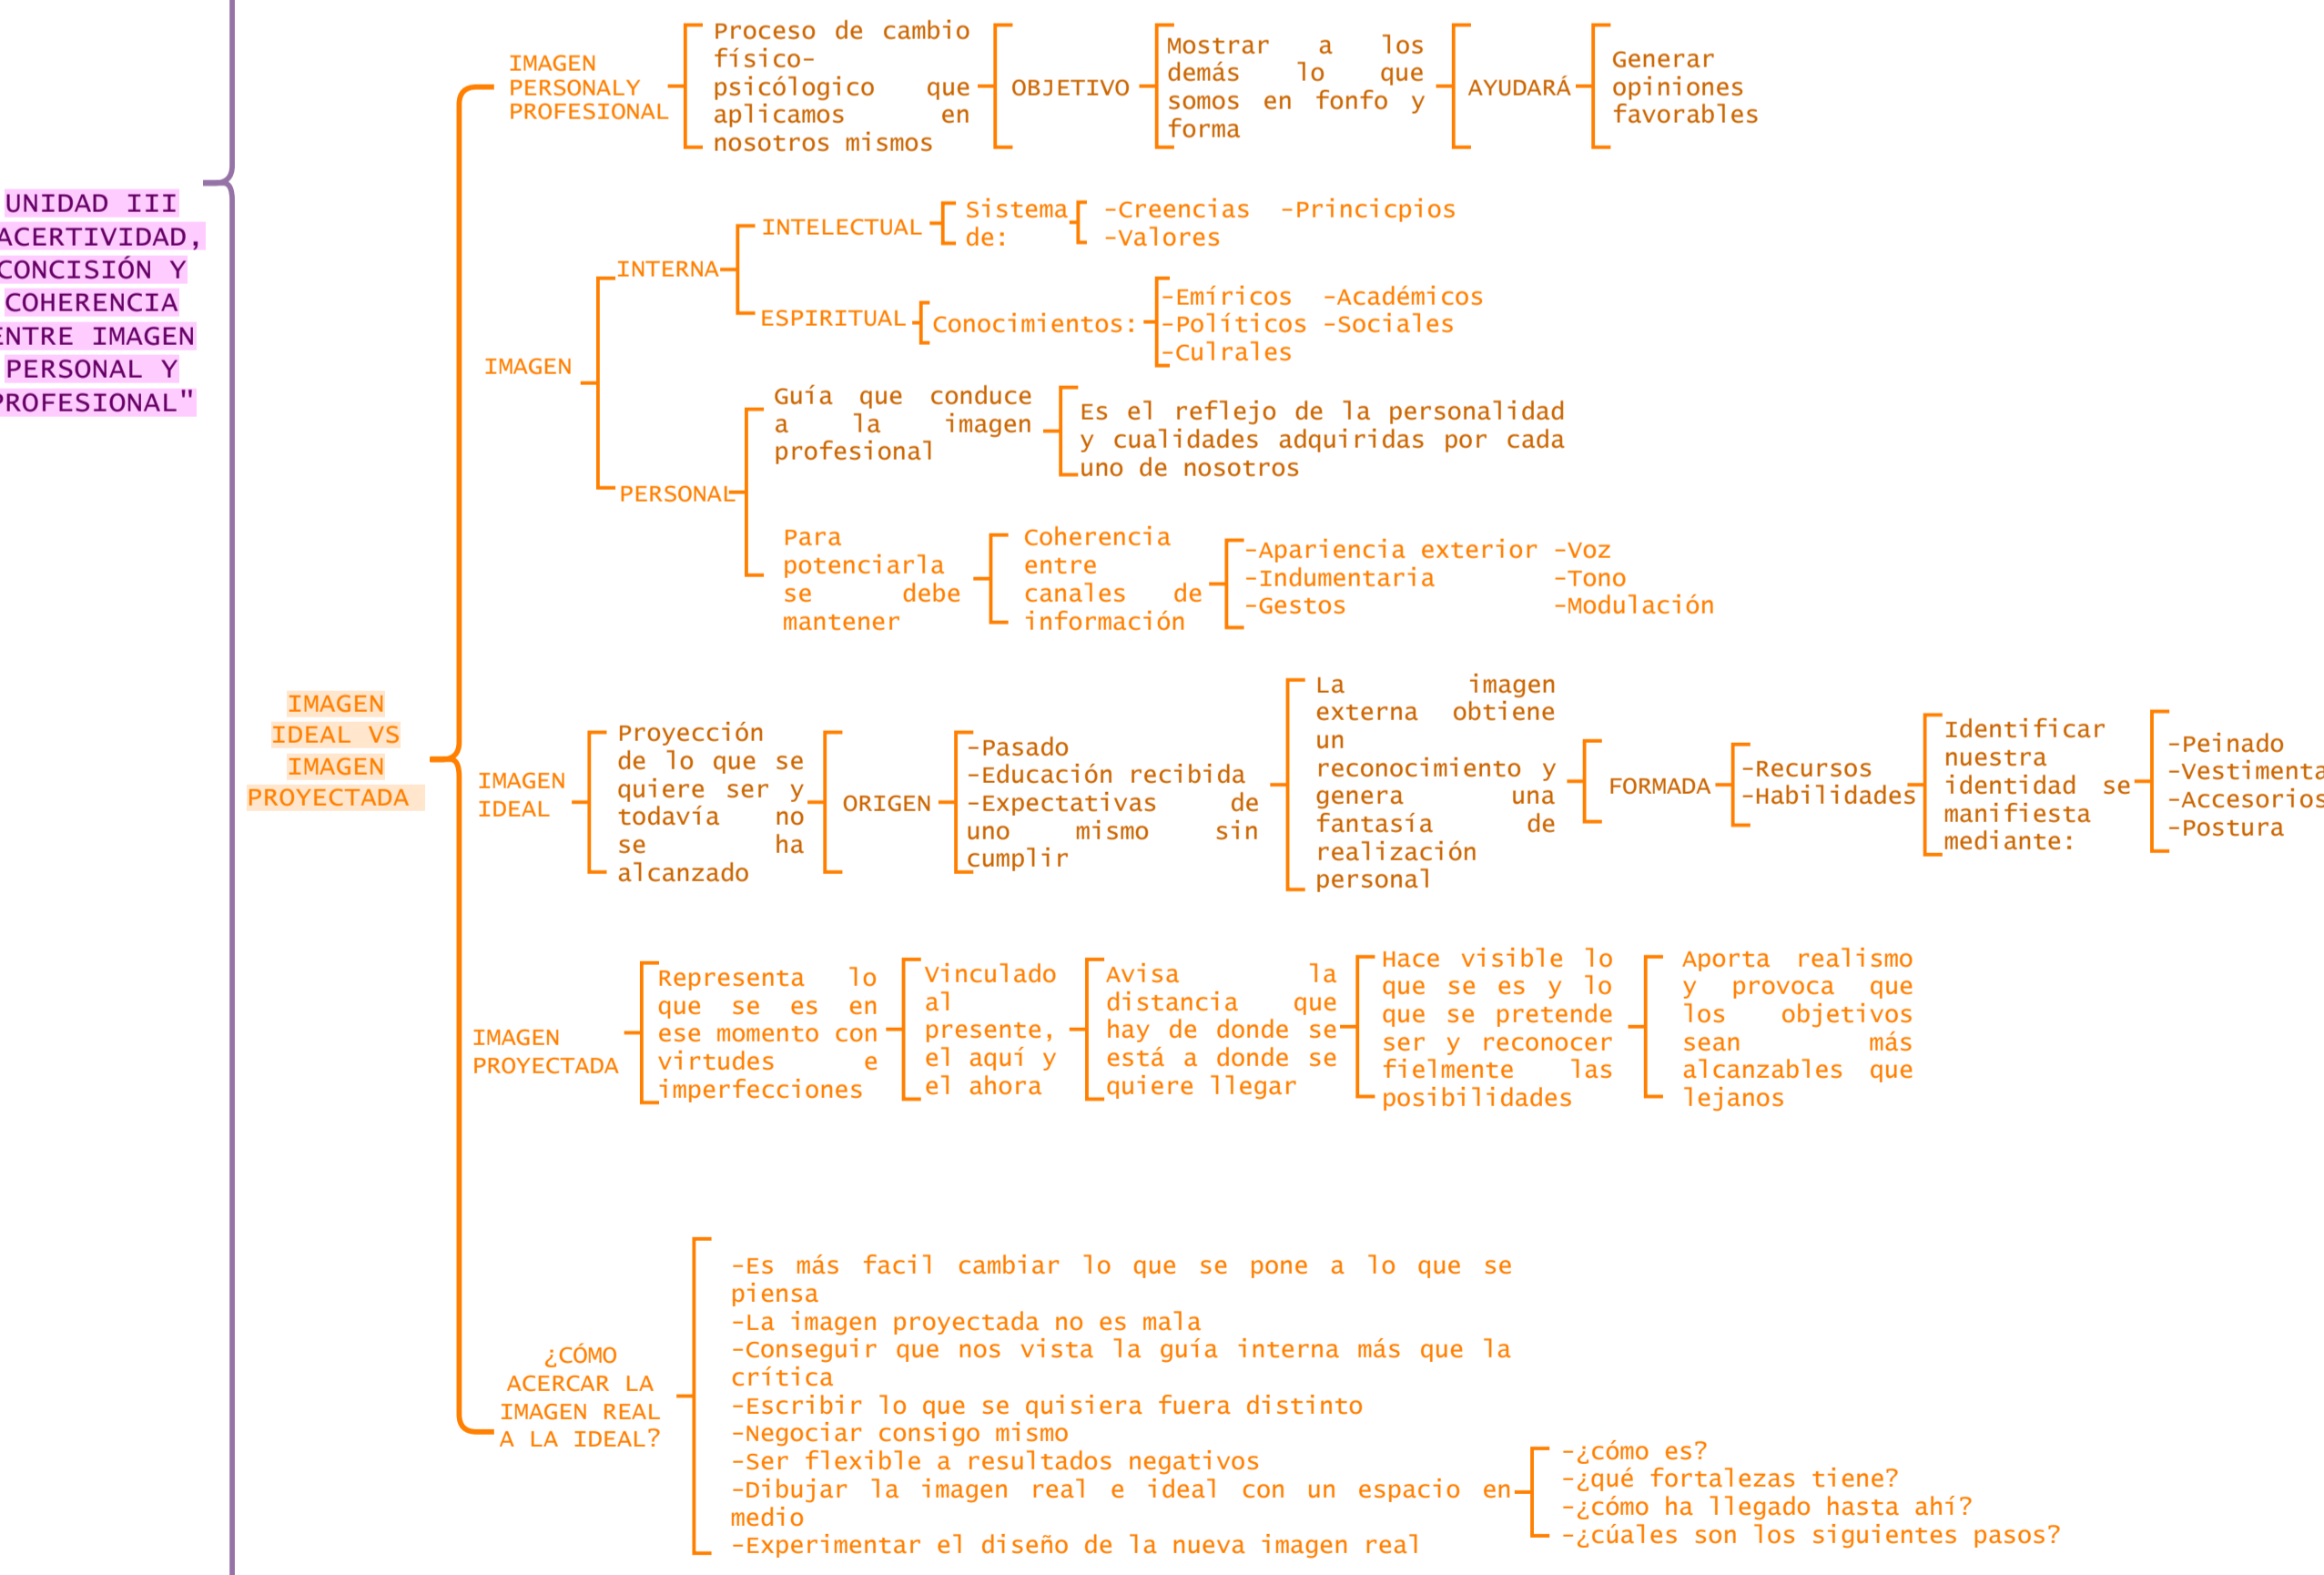 UNIDAD III
ACERTIVIDAD,
CONCISIÓN Y
COHERENCIA
ENTRE IMAGEN
PERSONAL Y
PROFESIONAL"
IMAGEN
IDEAL VS
IMAGEN
PROYECTADA
IMAGEN
PERSONALY
PROFESIONAL
Proceso de cambio
físico-
psicólogico que
aplicamos en
nosotros mismos
OBJETIVO
Mostrar a los
demás lo que
somos en fonfo y
forma
AYUDARÁ
Generar
opiniones
favorables
IMAGEN
INTERNA
INTELECTUAL
Sistema
de:
-Creencias -Princicpios
-Valores
ESPIRITUAL
Conocimientos:
-Emíricos -Académicos
-Políticos -Sociales
-Culrales
PERSONAL
Guía que conduce
a la imagen
profesional
Es el reflejo de la personalidad
y cualidades adquiridas por cada
uno de nosotros
Para
potenciarla
se debe
mantener
Coherencia
entre
canales de
información
-Apariencia exterior -Voz
-Indumentaria -Tono
-Gestos -Modulación
IMAGEN
IDEAL
Proyección
de lo que se
quiere ser y
todavía no
se ha
alcanzado
ORIGEN
-Pasado
-Educación recibida
-Expectativas de
uno mismo sin
cumplir
La imagen
externa obtiene
un
reconocimiento y
genera una
fantasía de
realización
personal
FORMADA
-Recursos
-Habilidades
Identificar
nuestra
identidad se
manifiesta
mediante:
-Peinado
-Vestimenta
-Accesorios
-Postura
IMAGEN
PROYECTADA
Representa lo
que se es en
ese momento con
virtudes e
imperfecciones
Vinculado
al
presente,
el aquí y
el ahora
Avisa la
distancia que
hay de donde se
está a donde se
quiere llegar
Hace visible lo
que se es y lo
que se pretende
ser y reconocer
fielmente las
posibilidades
Aporta realismo
y provoca que
los objetivos
sean más
alcanzables que
lejanos
¿CÓMO
ACERCAR LA
IMAGEN REAL
A LA IDEAL?
-Es más facil cambiar lo que se pone a lo que se
piensa
-La imagen proyectada no es mala
-Conseguir que nos vista la guía interna más que la
crítica
-Escribir lo que se quisiera fuera distinto
-Negociar consigo mismo
-Ser flexible a resultados negativos
-Dibujar la imagen real e ideal con un espacio en
medio
-Experimentar el diseño de la nueva imagen real
-¿cómo es?
-¿qué fortalezas tiene?
-¿cómo ha llegado hasta ahí?
-¿cúales son los siguientes pasos?